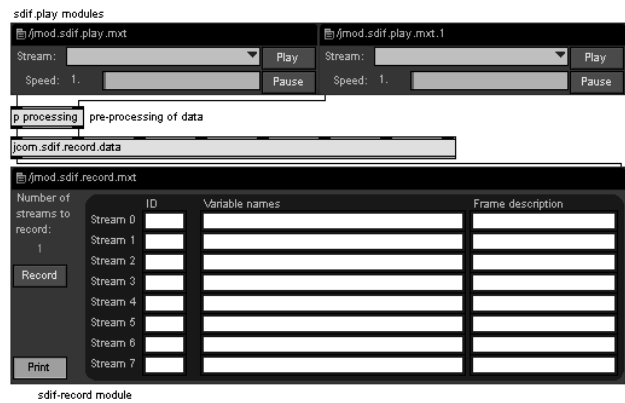 sdif.play modules
/jmod.sdif.play.mxt
/jmod.sdif.play.mxt.1
Stream:
Play
Stream:
Play
Speed: 1.
Pause
Speed: 1.
Pause
p processing
pre-processing of data
jcom.sdif.record.data
/jmod.sdif.record.mxt
Number of
streams to
record:
1
Record
Print
ID
Variable names
Frame description
Stream 0
Stream 1
Stream 2
Stream 3
Stream 4
Stream 5
Stream 6
Stream 7
sdif-record module